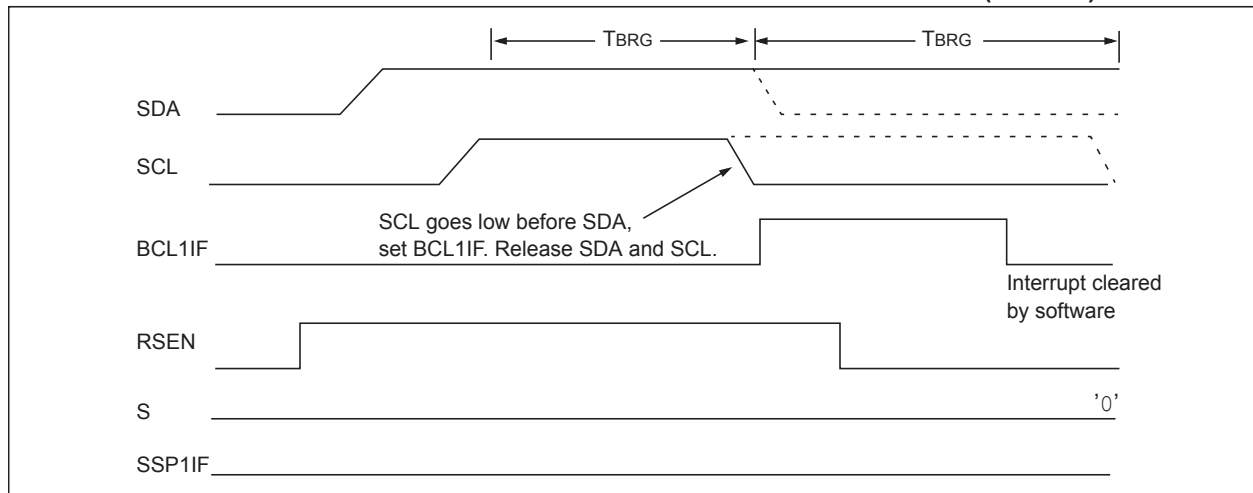 TBRG TBRG
SDA
SCL
SCL goes low before SDA,
set BCL1IF. Release SDA and SCL.
BCL1IF
Interrupt cleared
by software
RSEN
S
'0'
SSP1IF